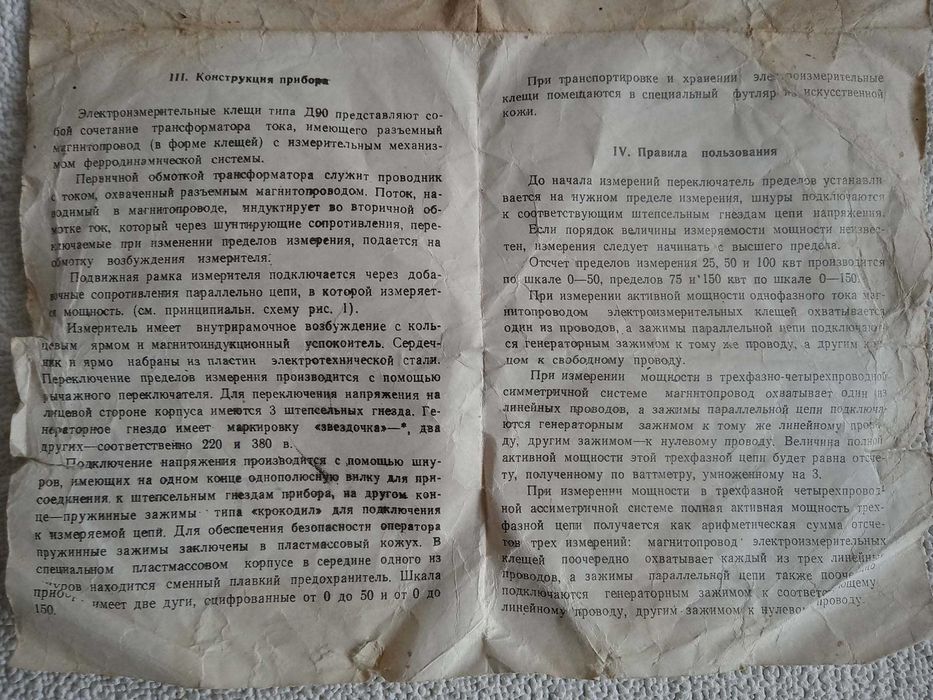 III. Конструкция прибора
Электроизмерительные клещи типа Д90 представляют со-
бой сочетание трансформатора тока, имеющего разъемный
магнитопровод (в форме клещей) с измерительным механиз-
мом ферродинамической системы.
Первичной обмоткой трансформатора служит проводник
с током, охваченный разъемным магнитопроводом. Поток, на-
водимый в магнитопроводе, индуктирует во вторичной об-
мотке ток, который через шунтирующие сопротивления, пере-
ключаемые при изменении пределов измерения, подается на
обмотку возбуждения измерителя.
Подвижная рамка измерителя подключается через доба-
вочные сопротивления параллельно цепи, в которой измеряет-
ся мощность. (см. принципиальн. схему рис. 1).
Измеритель имеет внутрирамочное возбуждение с коль-
цевым ярмом и магнитоиндукционный успокоитель. Сердеч-
ник и ярмо набраны из пластин электротехнической стали.
Переключение пределов измерения производится с помощью
рычажного переключателя. Для переключения напряжения на
лицевой стороне корпуса имеются 3 штепсельных гнезда. Ге-
нераторное гнездо имеет маркировку «звездочка»—*, два
других—соответственно 220 и 380 в.
Подключение напряжения производится с помощью шну-
ров, имеющих на одном конце однополюсную вилку для при-
соединения к штепсельным гнездам прибора, на другом кон-
це—пружинные зажимы типа «крокодил» для подключения
к измеряемой цепи. Для обеспечения безопасности оператора
пружинные зажимы заключены в пластмассовый кожух. В
специальном пластмассовом корпусе в середине одного из
шнуров находится сменный плавкий предохранитель. Шкала
имеет две дуги, оцифрованные от 0 до 50 и от 0 до
150.
При транспортировке и хранении электроизмерительные
клещи помещаются в специальный футляр из искусственной
кожи.
IV. Правила пользования
До начала измерений переключатель пределов устанавли
вается на нужном пределе измерения, шнуры подключаются
к соответствующим штепсельным гнездам цепи напряжения.
Если порядок величины измеряемости мощности неизвес-
тен, измерения следует начинать с высшего предела.
Отсчет пределов измерения 25, 50 и 100 квт производится
по шкале 0—50, пределов 75 и 150 квт по шкале 0—150.
При измерении активной мощности однофазного тока маг-
нитопроводом электроизмерительных клещей охватывается
один из проводов, а зажимы параллельной цепи подключают-
ся генераторным зажимом к тому же проводу, а другим кон-
цом к свободному проводу.
При измерении мощности в трехфазно-четырехпроводной
симметричной системе магнитопровод охватывает один из
линейных проводов, а зажимы параллельной цепи подключа-
ются генераторным зажимом к тому же линейному прово-
ду, другим зажимом—к нулевому проводу. Величина полной
активной мощности этой трехфазной цепи будет равна отсче-
ту, полученному по ваттметру, умноженному на 3.
При измерении мощности в трехфазной четырехпровод-
ной ассиметричной системе полная активная мощность трех-
фазной цепи получается как арифметическая сумма отсче-
тов трех измерений: магнитопровод электроизмерительных
клещей поочередно охватывает каждый из трех линейных
проводов, а зажимы параллельной цепи также
подключаются генераторным зажимом к соответствующему
линейному проводу, другим зажимом к нулевому проводу.